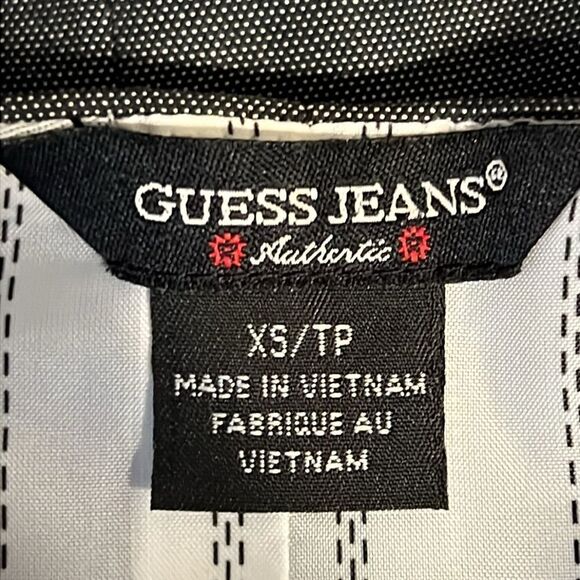 GUESS JEANS®
Authentic
XS/TP
MADE IN VIETNAM
FABRIQUE AU
VIETNAM